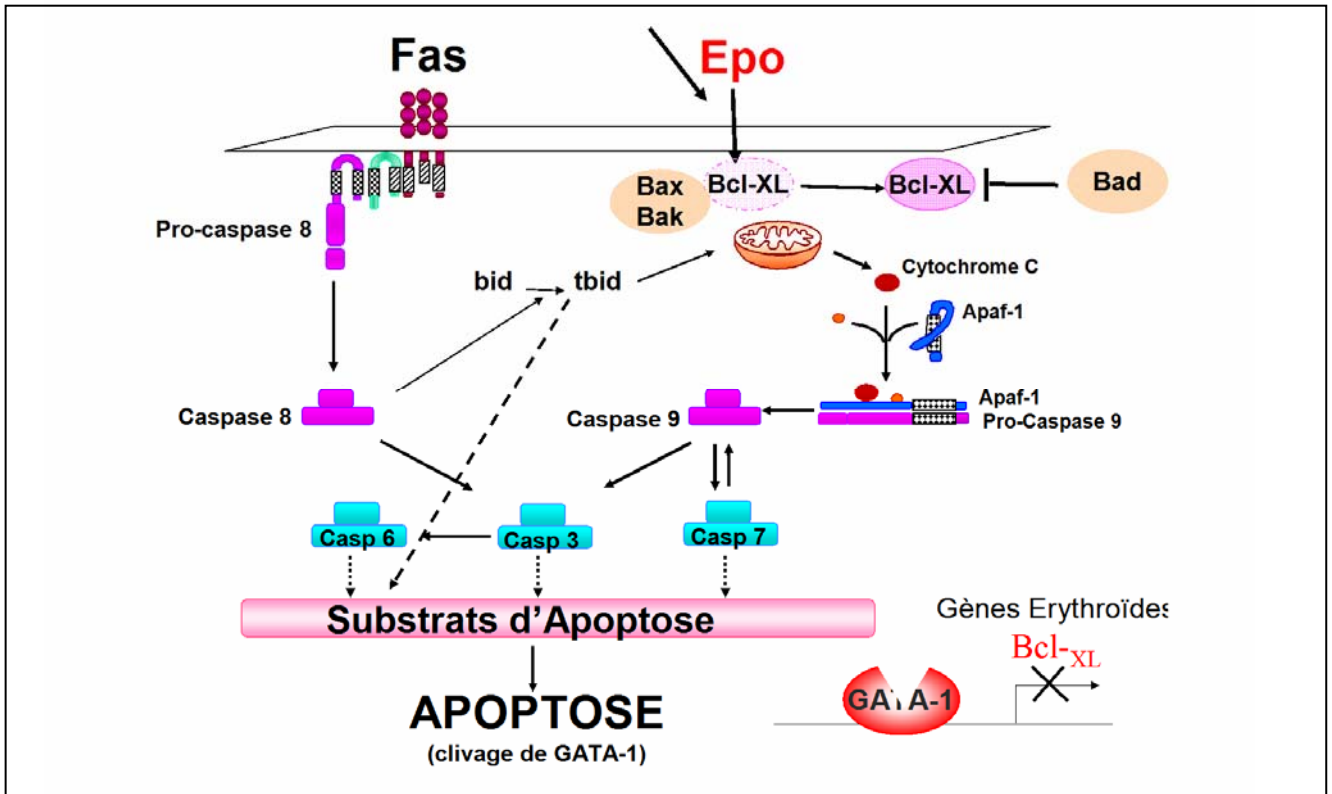 Fas
Epo
Bax
Bak
Bcl-XL
Bcl-XL
Bad
Pro-caspase 8
bid
tbid
Cytochrome C
Apaf-1
Caspase 8
Caspase 9
Apaf-1
Pro-Caspase 9
Casp 6
Casp 3
Casp 7
Substrats d'Apoptose
Gènes Erythroïdes
Bcl-XL
GATA-1
APOPTOSE
(clivage de GATA-1)